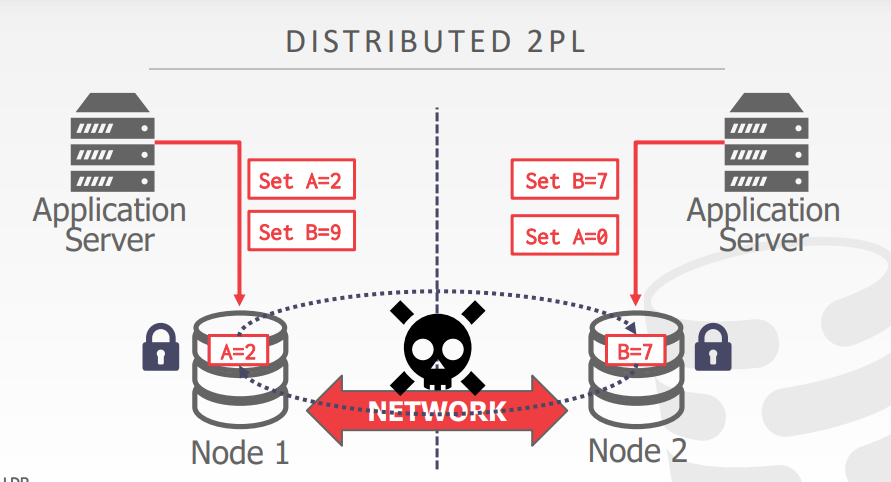 DISTRIBUTED 2PL
Application
Server
Set A=2
Set B=9
Set B=7
Set A=0
Application
Server
A=2
B=7
NETWORK
Node 1
Node 2